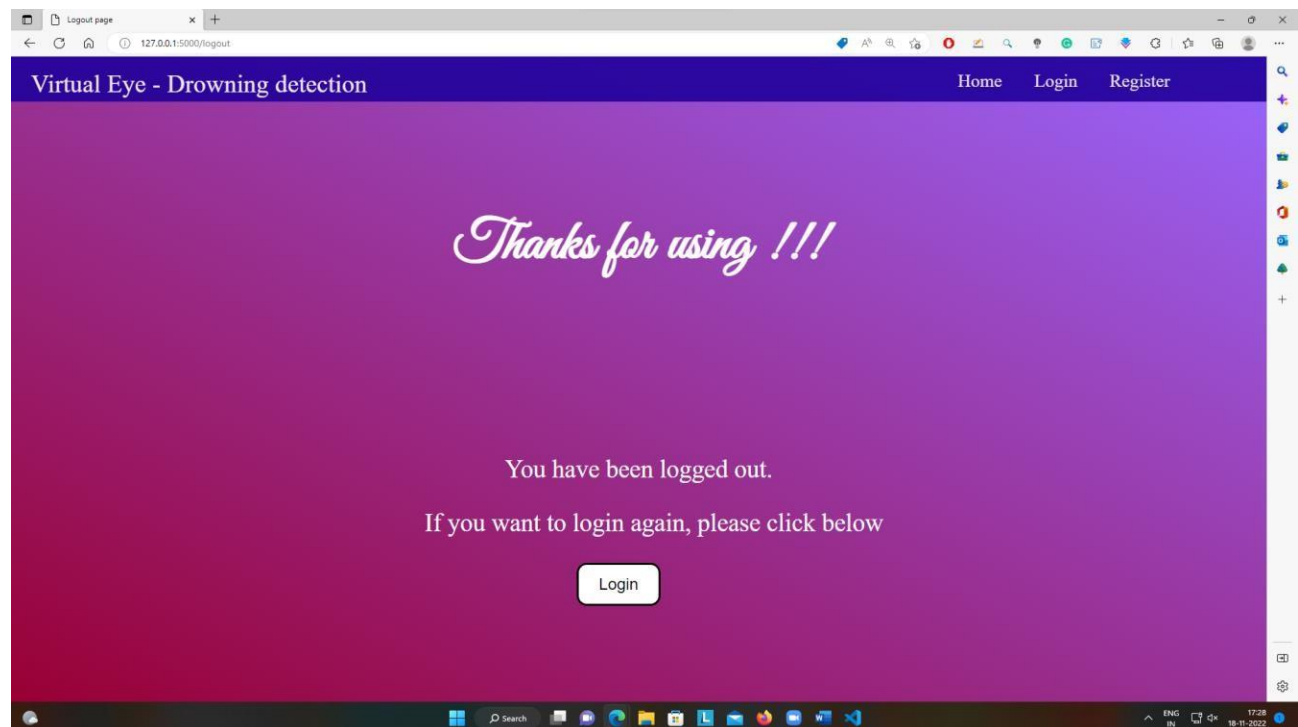 Logout page
127.0.0.1:5000/logout
Virtual Eye - Drowning detection
Home Login Register
Thanks for using !!!
You have been logged out.
If you want to login again, please click below
Login
Search
ENG
IN
17:28
18-11-2022